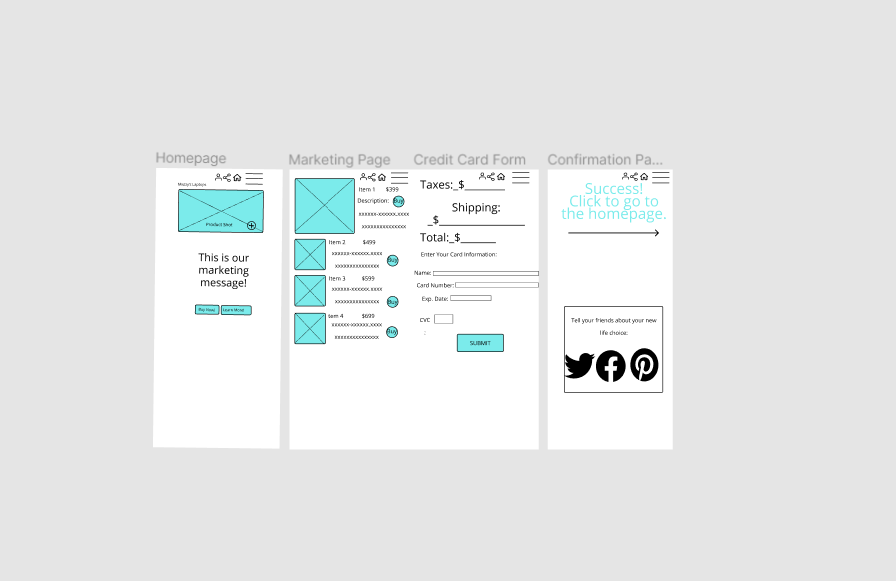 Homepage
Marketing Page
Credit Card Form
Confirmation Pa...
Mazzy's Laptops
Product Shot
This is our
marketing
message!
Buy Now!
Learn More!
Item 1 $399
Description: Buy
xxxxxx-xxxxxx.xxxx
xxxxxxxxxxxxxxx
Item 2 $499
xxxxxx-xxxxxx.xxxx
Buy
xxxxxxxxxxxxxxx
Item 3 $599
xxxxxx-xxxxxx.xxxx
xxxxxxxxxxxxxxx Buy
tem 4 $699
xxxxxx-xxxxxx.xxxx
xxxxxxxxxxxxxxx Buy
Taxes:_$______
Shipping:
_$____________
Total:_$_____
Enter Your Card Information:
Name:
Card Number:
Exp. Date:
CVC
:
SUBMIT
Success!
Click to go to
the homepage.
Tell your friends about your new
life choice: